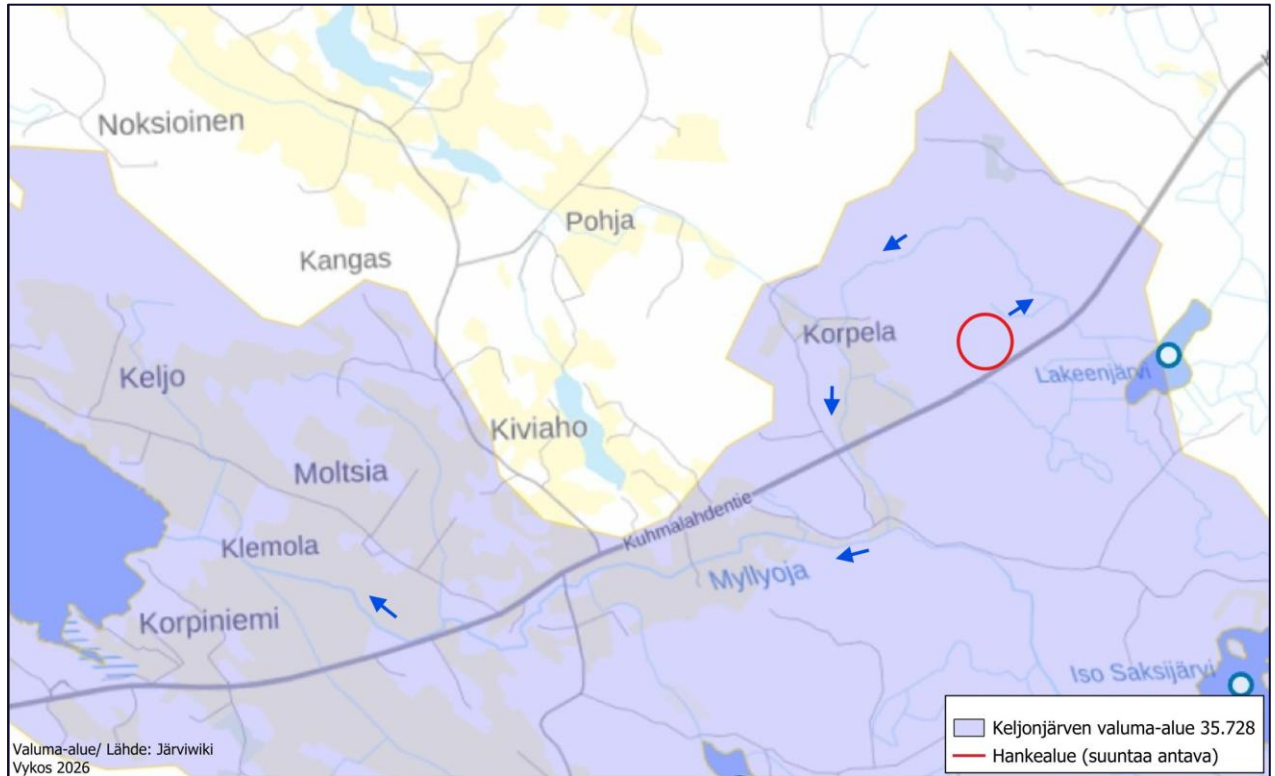 Noksioinen
Pohja
Kangas
Korpela
Keljo
Lakeenjärvi
Kiviaho
Moltsia
Kuhmalahdentie
Klemola
Myllyoja
Korpiniemi
Iso Saksijärvi
Keljonjärven valuma-alue 35.728
Hankealue (suuntaa antava)
Valuma-alue/ Lähde: Järviwiki
Vykos 2026